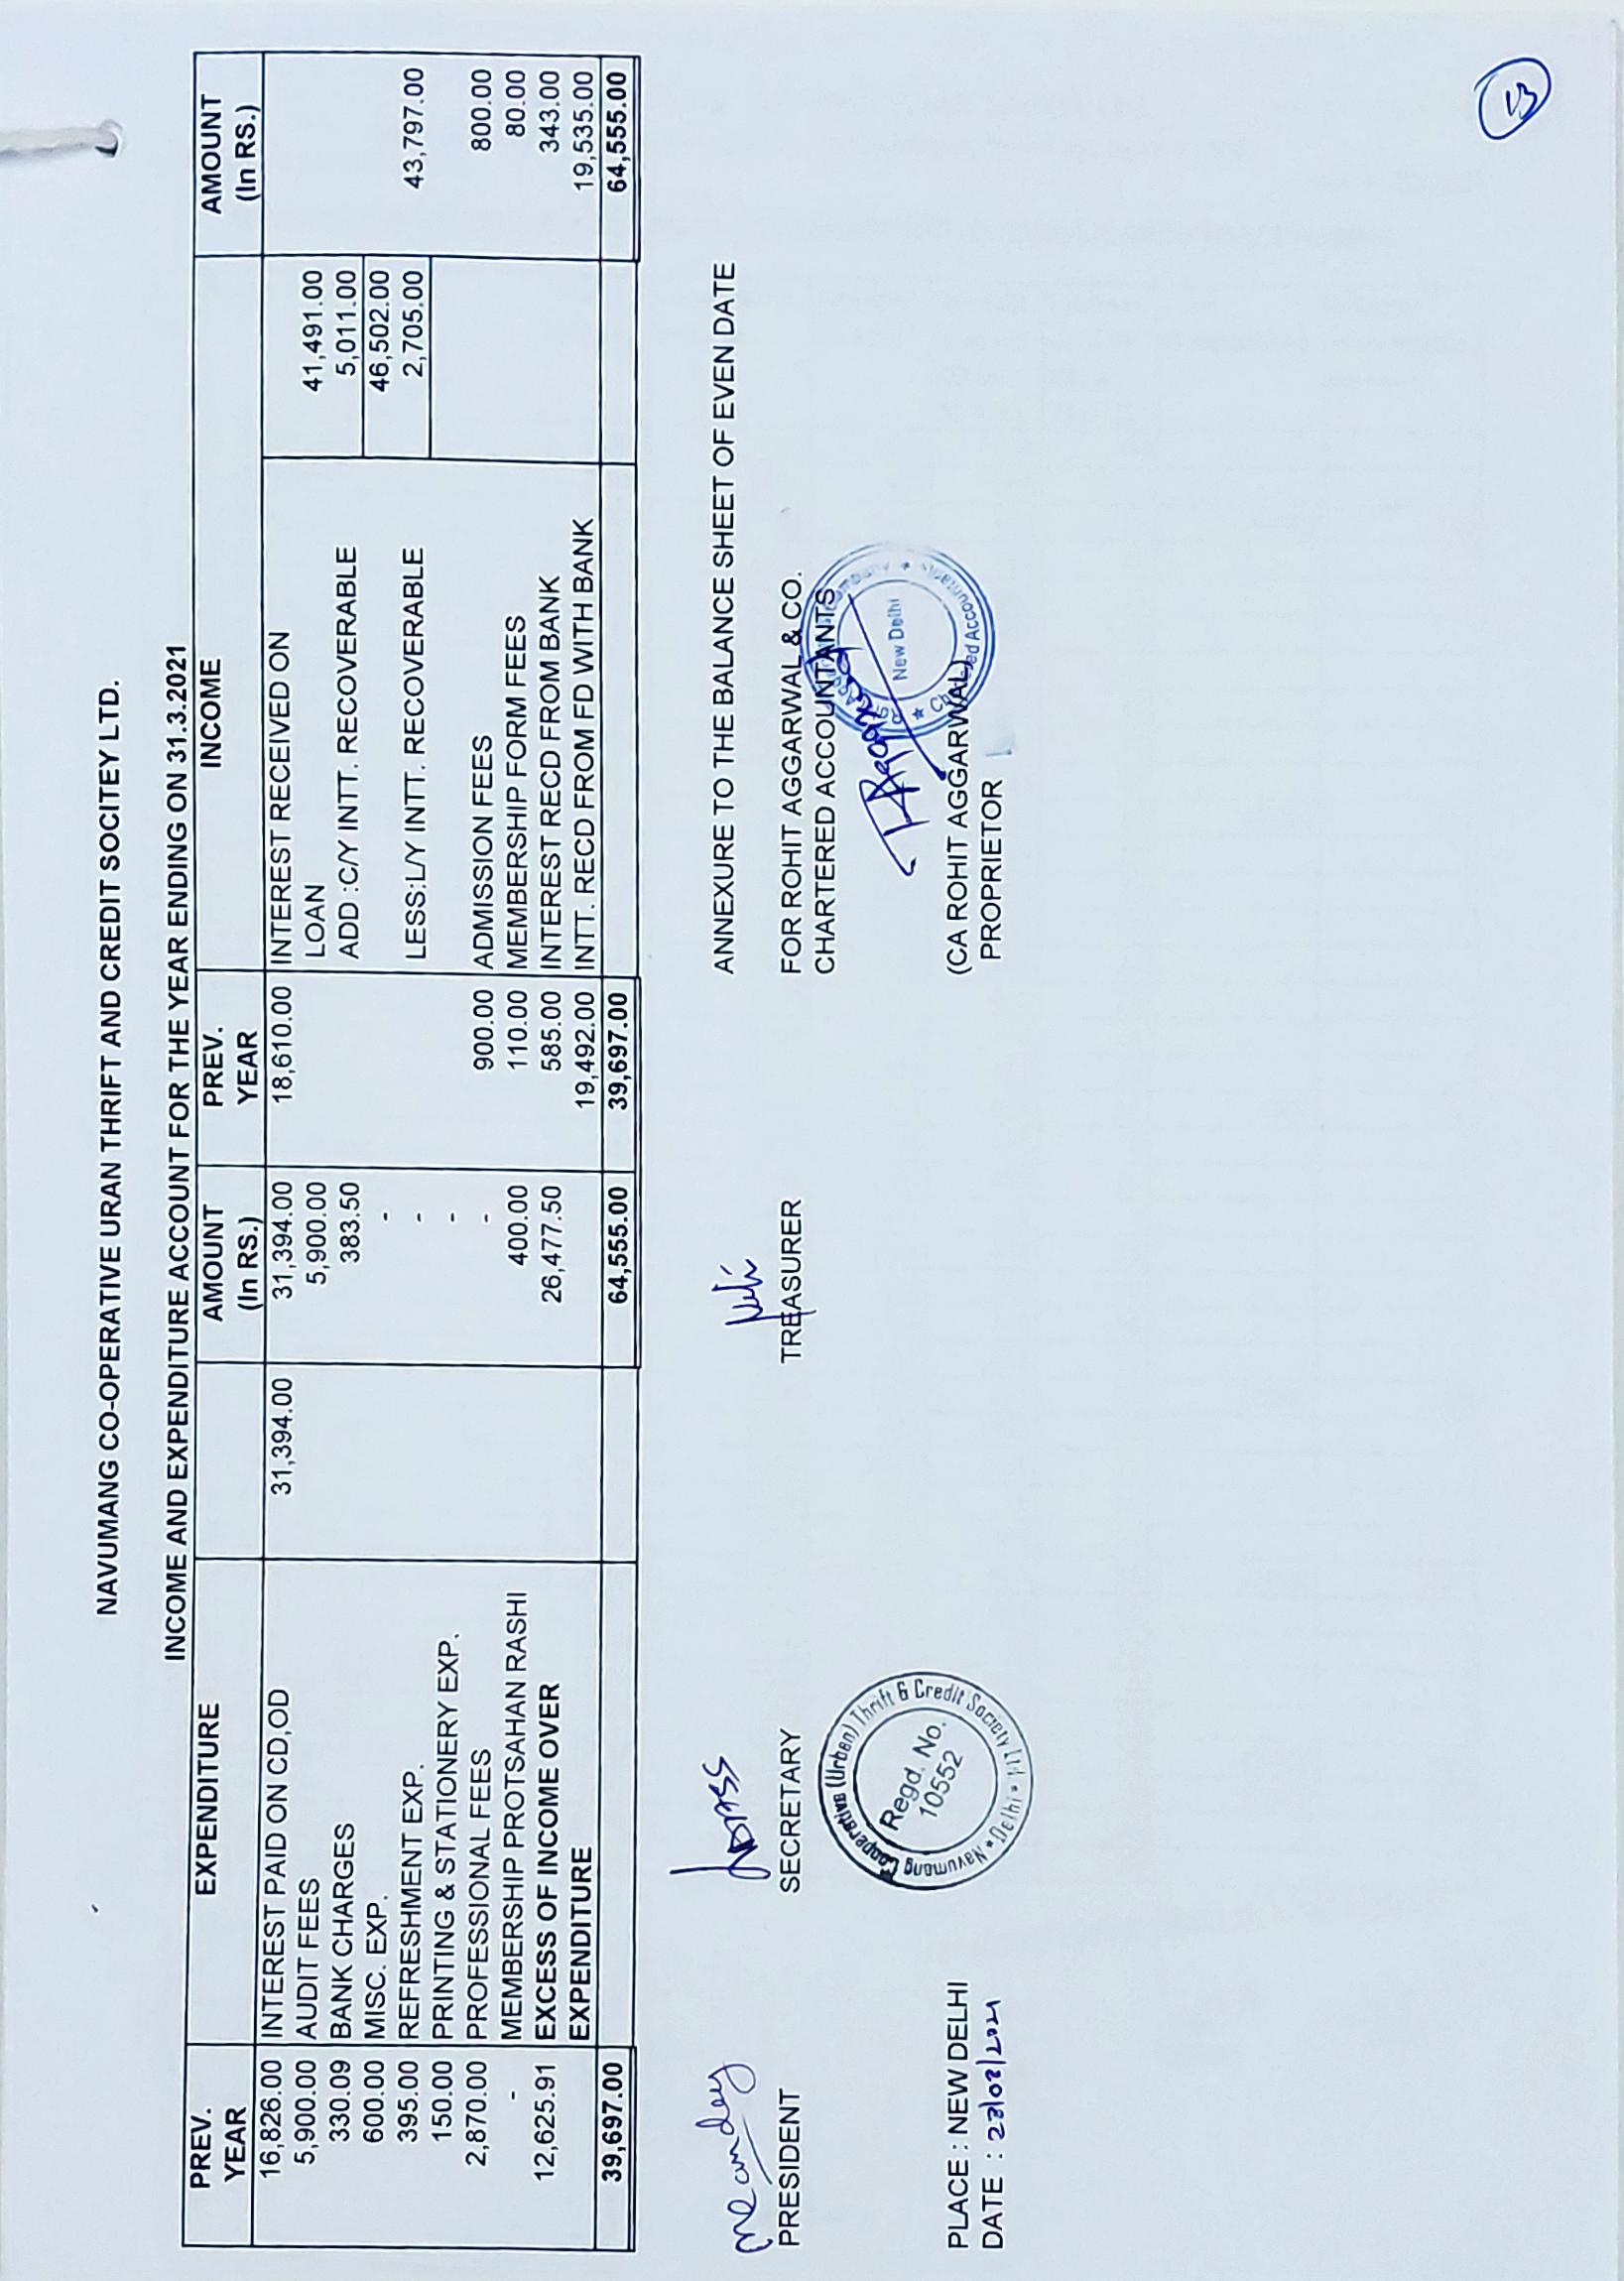 NAVUMANG CO-OPERATIVE URAN THRIFT AND CREDIT SOCITEY LTD.
INCOME AND EXPENDITURE ACCOUNT FOR THE YEAR ENDING ON 31.3.2021
PREV. YEAR EXPENDITURE AMOUNT (In RS.) PREV. YEAR INCOME AMOUNT (In RS.)
16,826.00 INTEREST PAID ON CD,OD 31,394.00 31,394.00 18,610.00 INTEREST RECEIVED ON
5,900.00 AUDIT FEES 5,900.00 LOAN 41,491.00
330.09 BANK CHARGES 383.50 ADD :C/Y INTT. RECOVERABLE 5,011.00
600.00 MISC. EXP. - 46,502.00
395.00 REFRESHMENT EXP. - LESS:L/Y INTT. RECOVERABLE 2,705.00 43,797.00
150.00 PRINTING & STATIONERY EXP. -
2,870.00 PROFESSIONAL FEES - 900.00 ADMISSION FEES 800.00
- MEMBERSHIP PROTSAHAN RASHI 400.00 110.00 MEMBERSHIP FORM FEES 80.00
12,625.91 EXCESS OF INCOME OVER 26,477.50 585.00 INTEREST RECD FROM BANK 343.00
EXPENDITURE 19,492.00 INTT. RECD FROM FD WITH BANK 19,535.00
39,697.00 64,555.00 39,697.00 64,555.00
ANNEXURE TO THE BALANCE SHEET OF EVEN DATE
PRESIDENT SECRETARY TREASURER FOR ROHIT AGGARWAL & CO.
CHARTERED ACCOUNTANTS
Navumang Cooperative (Urban) Thrift & Credit Society Ltd. Delhi
Regd. No.
10552
New Delhi
Chartered Accountants
PLACE : NEW DELHI (CA ROHIT AGGARWAL)
DATE : 23/08/2021 PROPRIETOR
13